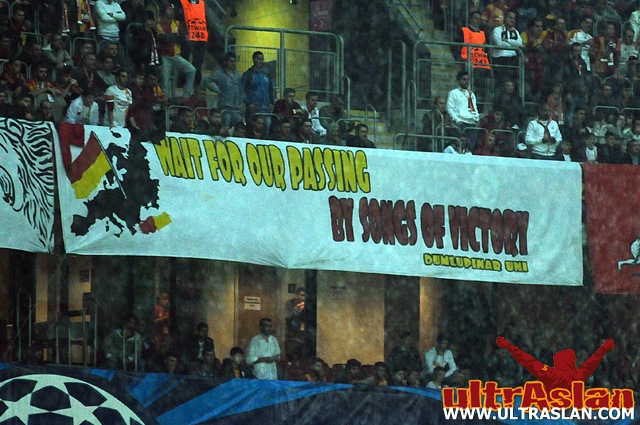 WAIT FOR OUR PASSING
BY SONGS OF VICTORY
DUMLUPINAR UNI
ultrAslan
WWW.ULTRASLAN.COM